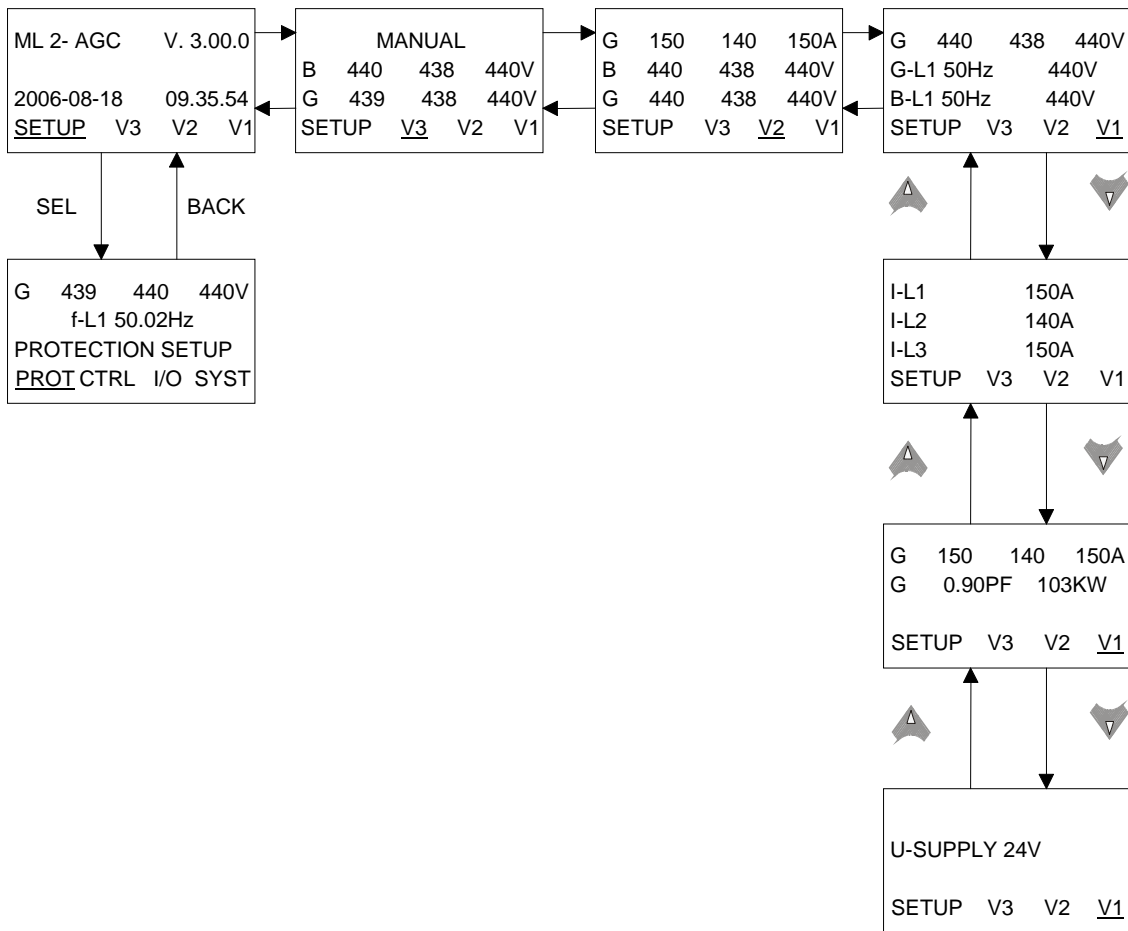 ML 2- AGC V. 3.00.0
2006-08-18 09.35.54
SETUP V3 V2 V1
MANUAL
B 440 438 440V
G 439 438 440V
SETUP V3 V2 V1
G 150 140 150A
B 440 438 440V
G 440 438 440V
SETUP V3 V2 V1
G 440 438 440V
G-L1 50Hz 440V
B-L1 50Hz 440V
SETUP V3 V2 V1
SEL BACK
G 439 440 440V
f-L1 50.02Hz
PROTECTION SETUP
PROT CTRL I/O SYST
I-L1 150A
I-L2 140A
I-L3 150A
SETUP V3 V2 V1
G 150 140 150A
G 0.90PF 103KW
SETUP V3 V2 V1
U-SUPPLY 24V
SETUP V3 V2 V1